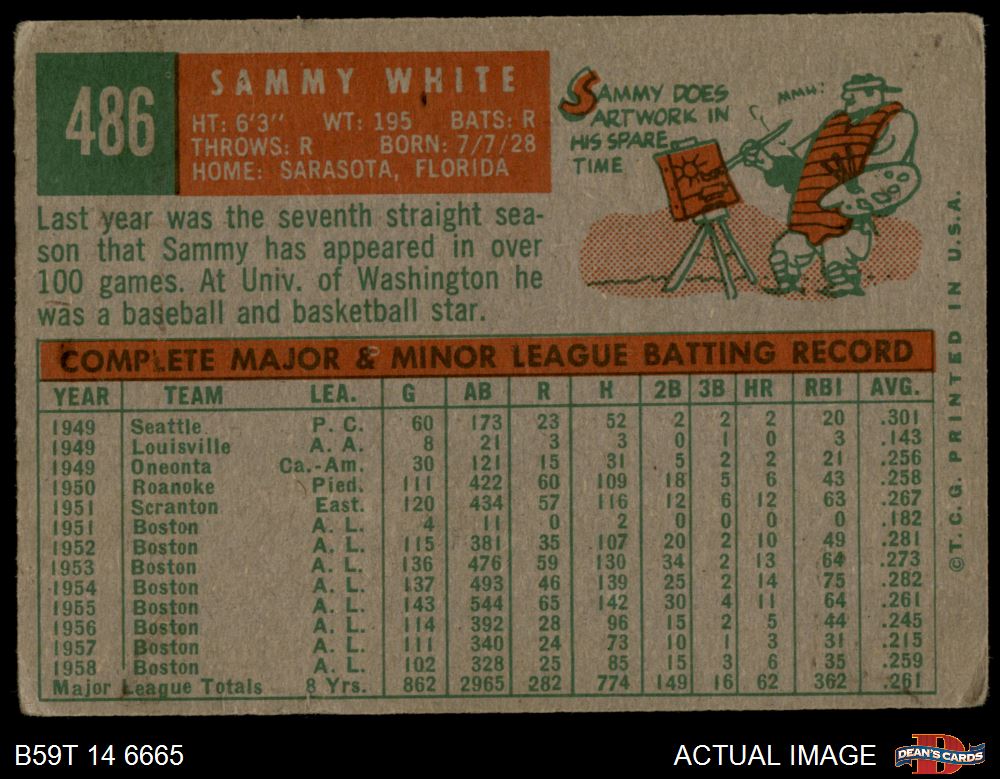 486
SAMMY WHITE
HT: 6'3" WT: 195 BATS: R
THROWS: R BORN: 7/7/28
HOME: SARASOTA, FLORIDA
SAMMY DOES
ARTWORK IN
HIS SPARE
TIME
MMM!
Last year was the seventh straight sea-
son that Sammy has appeared in over
100 games. At Univ. of Washington he
was a baseball and basketball star.
COMPLETE MAJOR & MINOR LEAGUE BATTING RECORD
YEAR TEAM LEA. G AB R H 2B 3B HR RBI AVG.
1949 Seattle P. C. 60 173 23 52 2 2 2 20 .301
1949 Louisville A. A. 8 21 3 3 0 1 0 3 .143
1949 Oneonta Ca.-Am. 30 121 15 31 5 2 2 21 .256
1950 Roanoke Pied. 111 422 60 109 18 5 6 43 .258
1951 Scranton East. 120 434 57 116 12 6 12 63 .267
1951 Boston A. L. 4 11 0 2 0 0 0 0 .182
1952 Boston A. L. 115 381 35 107 20 2 10 49 .281
1953 Boston A. L. 136 476 59 130 34 2 13 64 .273
1954 Boston A. L. 137 493 46 139 25 2 14 75 .282
1955 Boston A. L. 143 544 65 142 30 4 11 64 .261
1956 Boston A. L. 114 392 28 96 15 2 5 44 .245
1957 Boston A. L. 111 340 24 73 10 1 3 31 .215
1958 Boston A. L. 102 328 25 85 15 3 6 35 .259
Major League Totals 8 Yrs. 862 2965 282 774 149 16 62 362 .261
©T.C.G. PRINTED IN U.S.A.
B59T 14 6665
ACTUAL IMAGE
DEAN'S CARDS